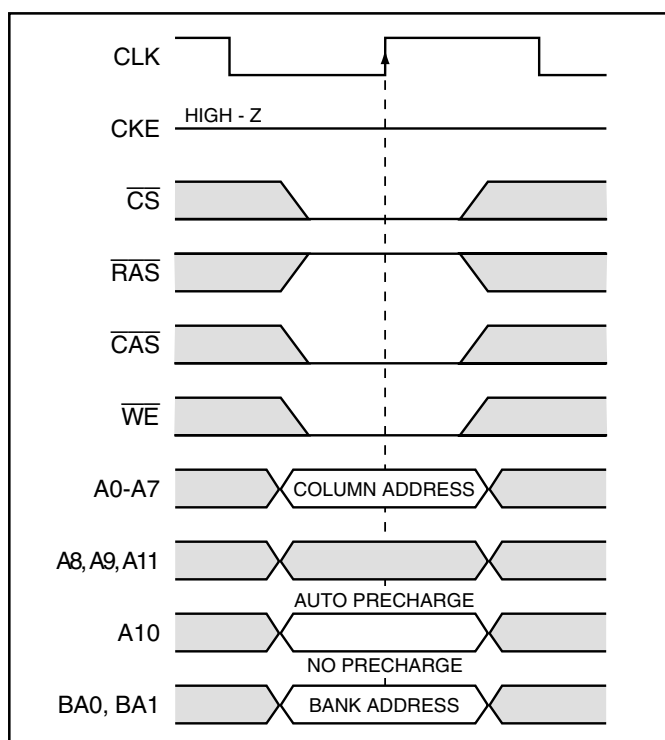 CLK
CKE HIGH - Z
CS
RAS
CAS
WE
A0-A7 COLUMN ADDRESS
A8, A9, A11
AUTO PRECHARGE
A10
NO PRECHARGE
BA0, BA1 BANK ADDRESS